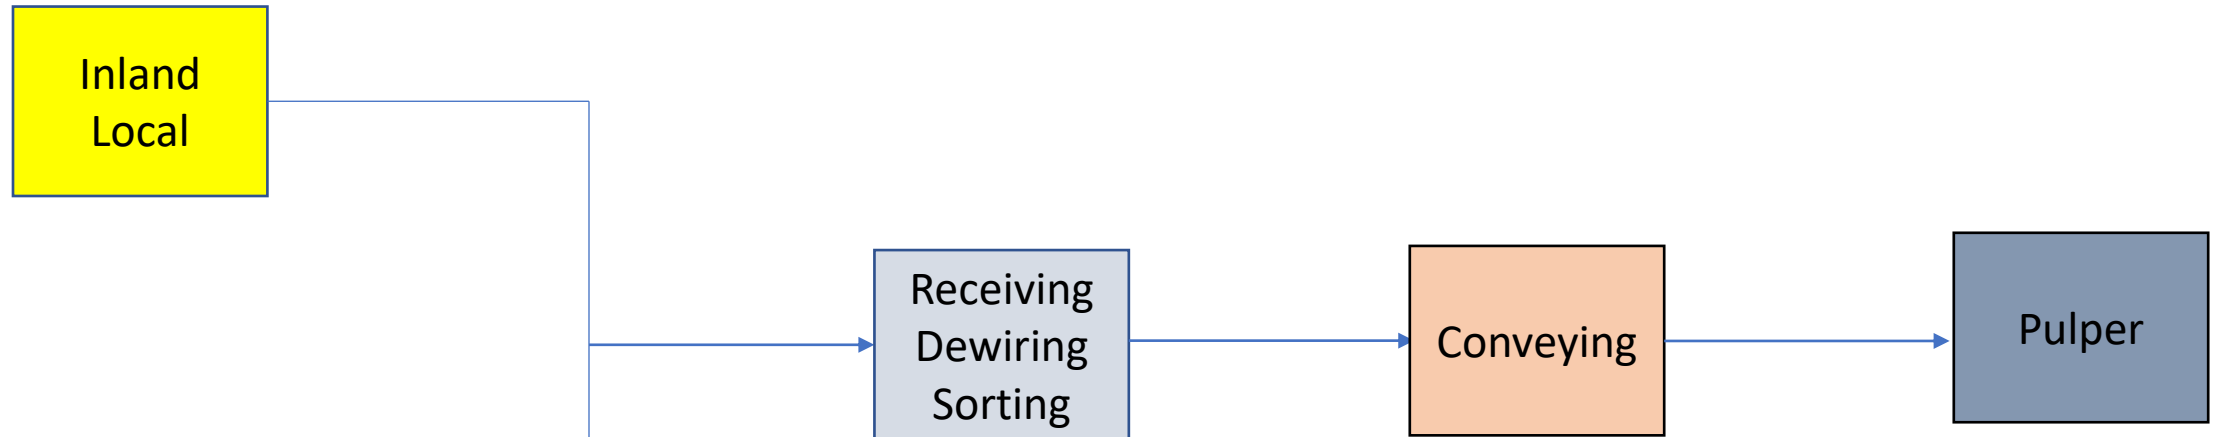 Inland
Local
Receiving
Dewiring
Sorting
Conveying
Pulper